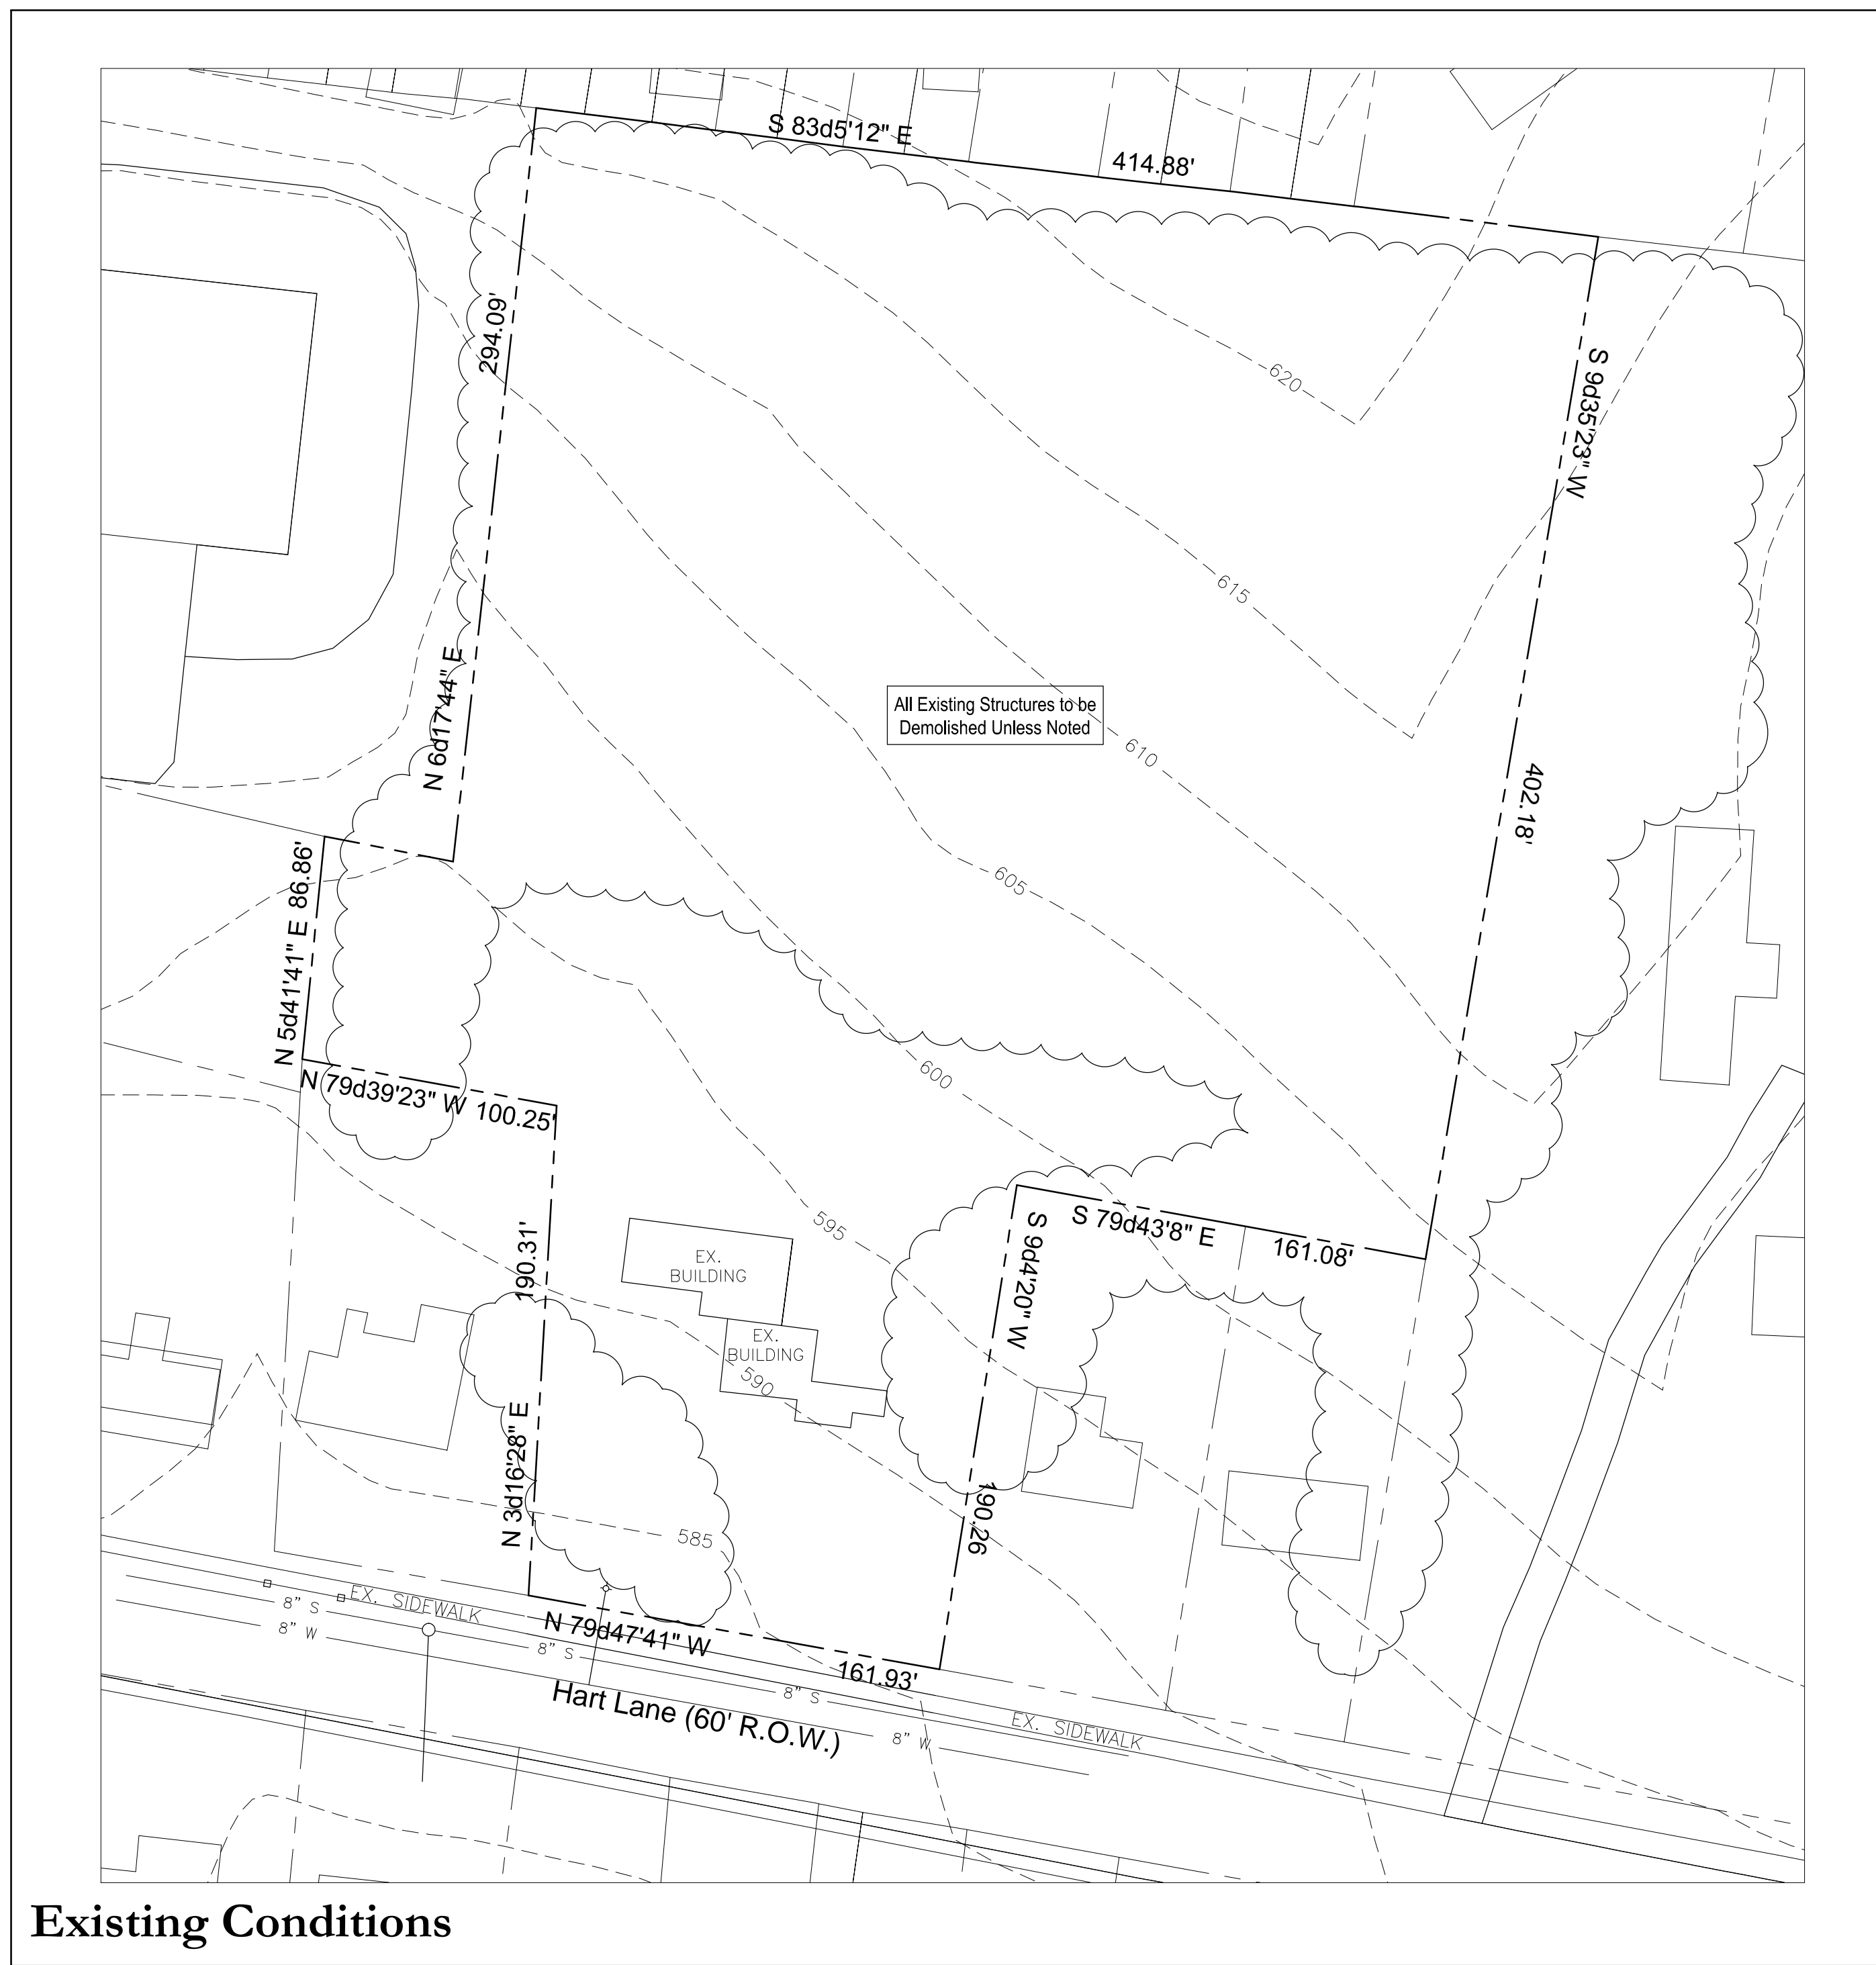 S 83d5'12" E
414.88'
294.09'
S 9d35'23" W
620
615
N 6d17'44" E
All Existing Structures to be
Demolished Unless Noted
610
402.18'
605
N 5d41'41" E 86.86'
600
N 79d39'23" W 100.25'
595
190.31'
S 79d43'8" E
161.08'
S 9d4'20" W
EX.
BUILDING
EX.
BUILDING
590
N 3d16'28" E
190.26
585
EX. SIDEWALK
8" S
8" W
N 79d47'41" W
8" S
161.93'
8" S
Hart Lane (60' R.O.W.)
8" W
EX. SIDEWALK
Existing Conditions